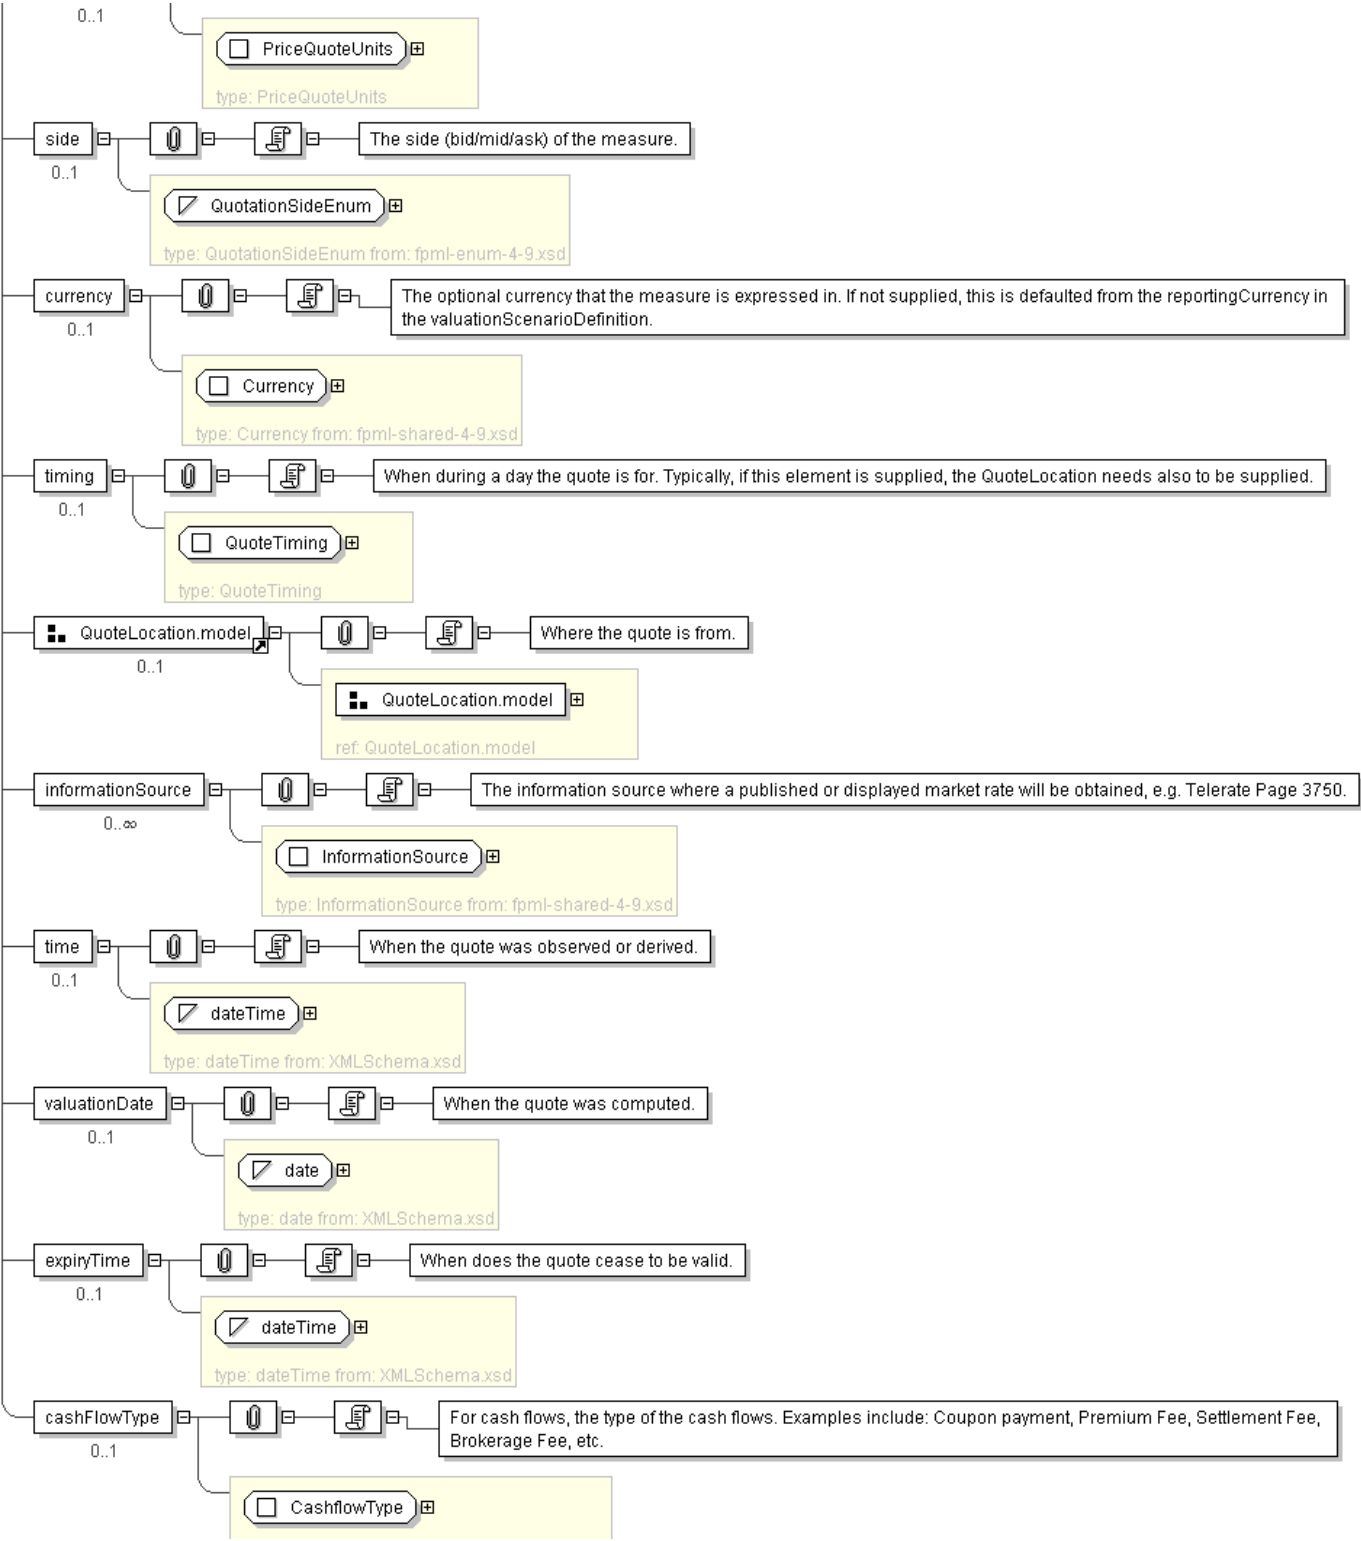 0..1
PriceQuoteUnits
type: PriceQuoteUnits
side
The side (bid/mid/ask) of the measure.
0..1
QuotationSideEnum
type: QuotationSideEnum from: fpml-enum-4-9.xsd
currency
The optional currency that the measure is expressed in. If not supplied, this is defaulted from the reportingCurrency in
the valuationScenarioDefinition.
0..1
Currency
type: Currency from: fpml-shared-4-9.xsd
timing
When during a day the quote is for. Typically, if this element is supplied, the QuoteLocation needs also to be supplied.
0..1
QuoteTiming
type: QuoteTiming
QuoteLocation.model
Where the quote is from.
0..1
QuoteLocation.model
ref: QuoteLocation.model
informationSource
The information source where a published or displayed market rate will be obtained, e.g. Telerate Page 3750.
0..∞
InformationSource
type: InformationSource from: fpml-shared-4-9.xsd
time
When the quote was observed or derived.
0..1
dateTime
type: dateTime from: XMLSchema.xsd
valuationDate
When the quote was computed.
0..1
date
type: date from: XMLSchema.xsd
expiryTime
When does the quote cease to be valid.
0..1
dateTime
type: dateTime from: XMLSchema.xsd
cashFlowType
For cash flows, the type of the cash flows. Examples include: Coupon payment, Premium Fee, Settlement Fee,
Brokerage Fee, etc.
0..1
CashflowType